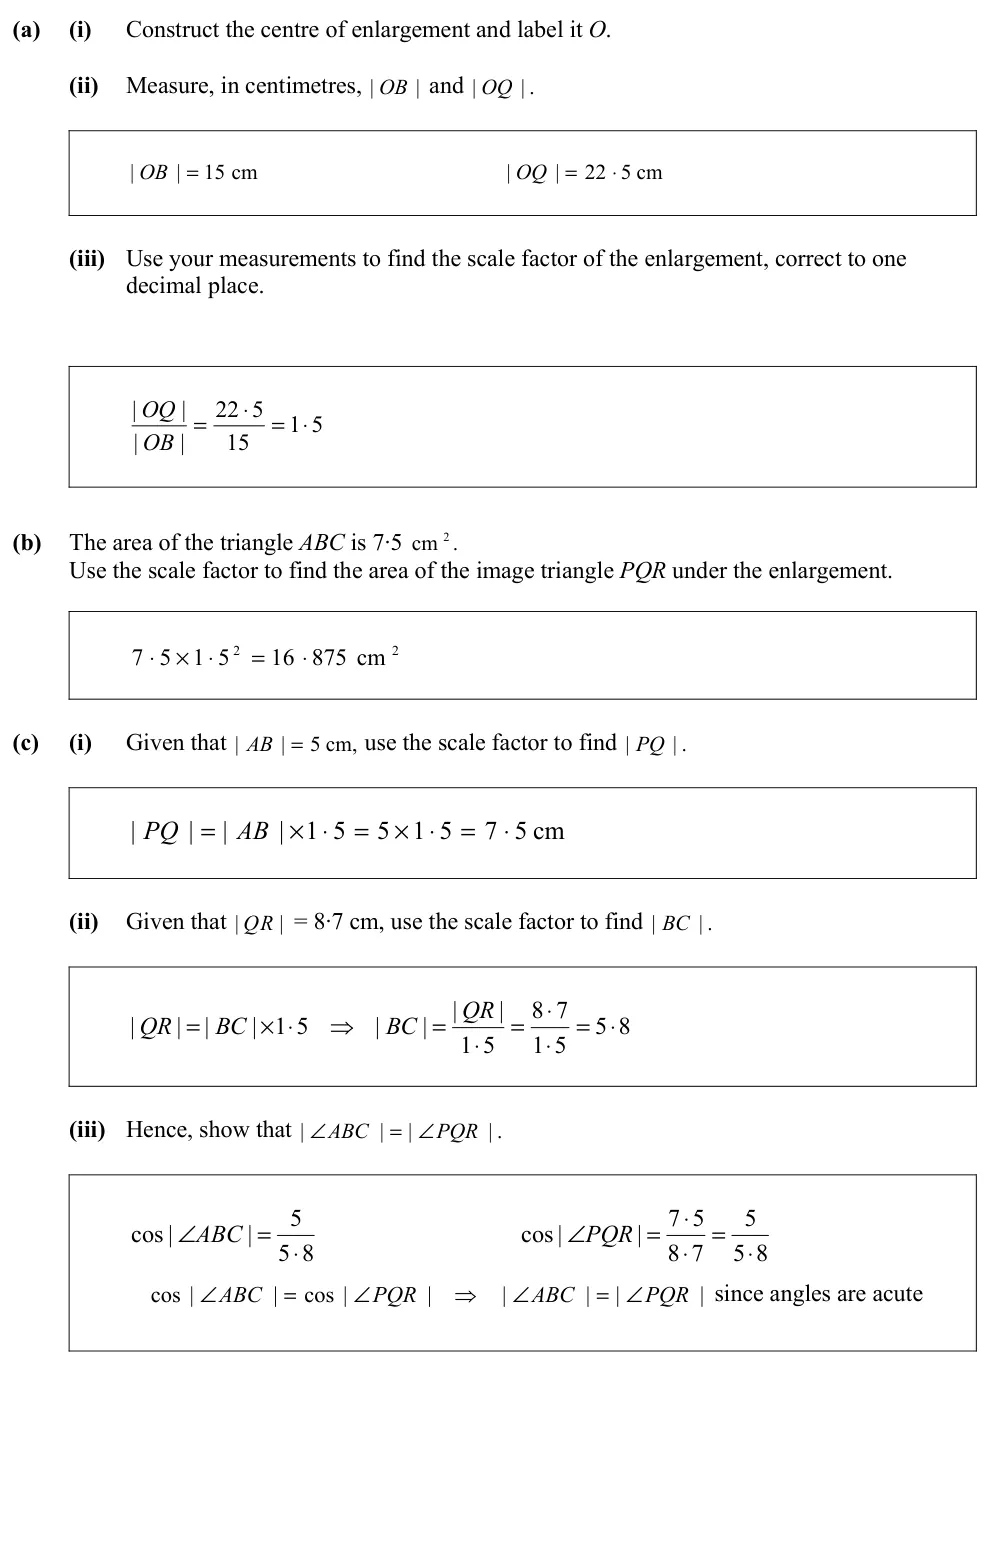 (a) (i) Construct the centre of enlargement and label it O.
(ii) Measure, in centimetres, | OB | and | OQ | .
| OB | = 15 cm | OQ | = 22 · 5 cm
(iii) Use your measurements to find the scale factor of the enlargement, correct to one
decimal place.
| OQ | / | OB | = 22 · 5 / 15 = 1 · 5
(b) The area of the triangle ABC is 7·5 cm ² .
Use the scale factor to find the area of the image triangle PQR under the enlargement.
7 · 5 × 1 · 5 ² = 16 · 875 cm ²
(c) (i) Given that | AB | = 5 cm, use the scale factor to find | PQ | .
| PQ | = | AB | × 1 · 5 = 5 × 1 · 5 = 7 · 5 cm
(ii) Given that | QR | = 8·7 cm, use the scale factor to find | BC | .
| QR | = | BC | × 1 · 5 ⇒ | BC | = | QR | / 1 · 5 = 8 · 7 / 1 · 5 = 5 · 8
(iii) Hence, show that | ∠ABC | = | ∠PQR | .
cos | ∠ABC | = 5 / 5 · 8 cos | ∠PQR | = 7 · 5 / 8 · 7 = 5 / 5 · 8
cos | ∠ABC | = cos | ∠PQR | ⇒ | ∠ABC | = | ∠PQR | since angles are acute